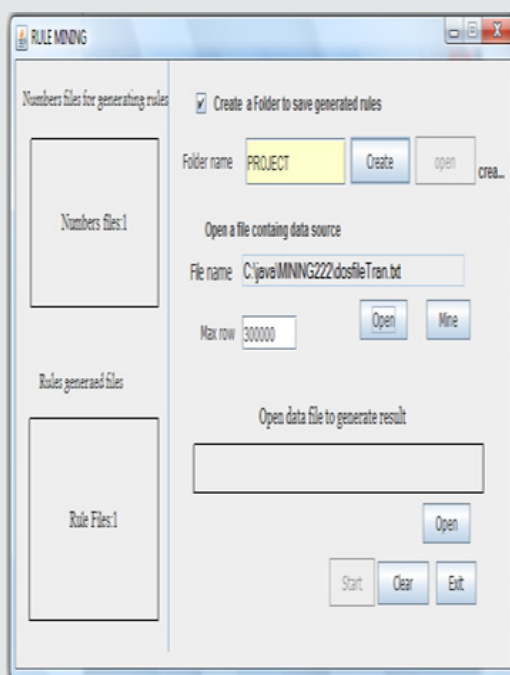 RULE MINING
Numbers files for generating rules
Numbers files:1
Rules generaed files
Rule Files:1
Create a Folder to save generated rules
Folder name PROJECT Create open crea...
Open a file containg data source
File name C:\java\MINING222\dosfileTran.txt
Open Mine
Max row 300000
Open data file to generate result
Open
Start Clear Exit